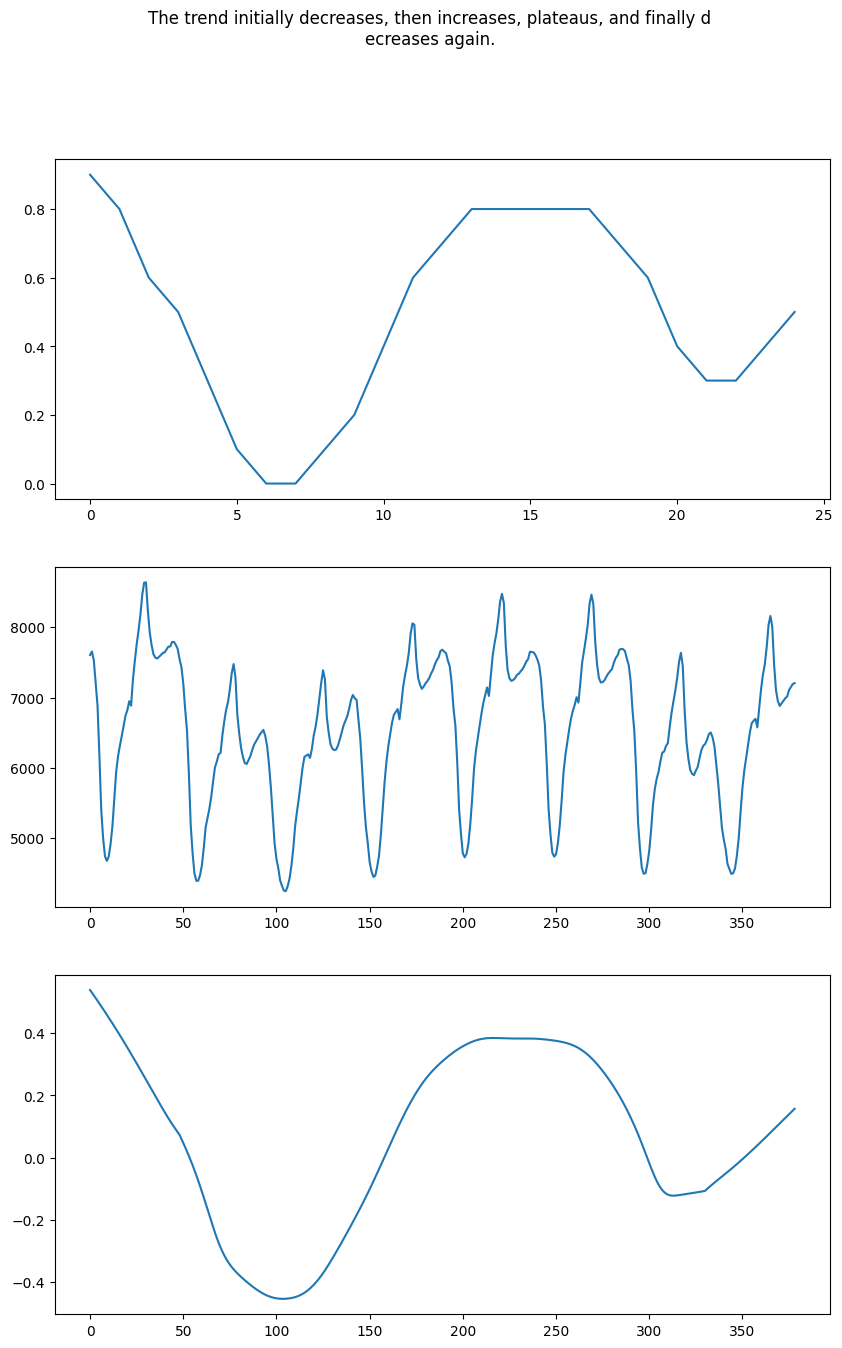 The trend initially decreases, then increases, plateaus, and finally d
ecreases again.
0.8
0.6
0.4
0.2
0.0
0 5 10 15 20 25
8000
7000
6000
5000
0 50 100 150 200 250 300 350
0.4
0.2
0.0
−0.2
−0.4
0 50 100 150 200 250 300 350